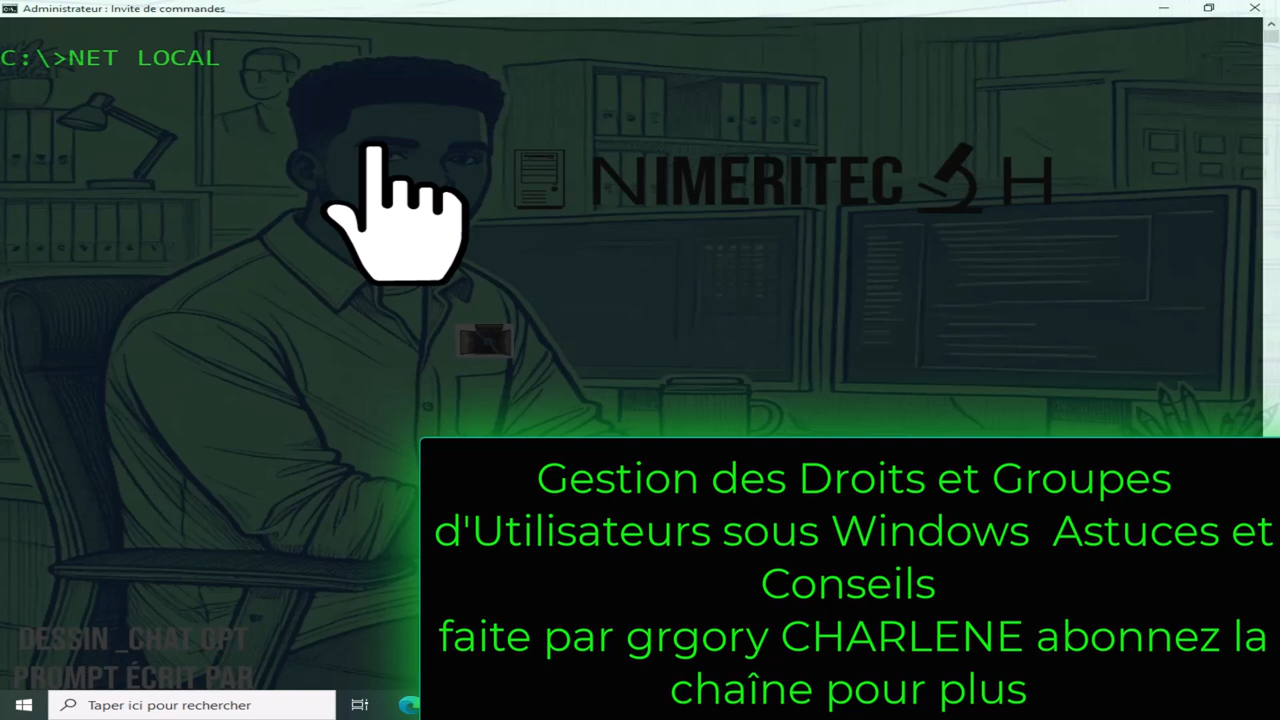 Administrateur : Invite de commandes
C:\>NET LOCAL
NIMERITEC H
Gestion des Droits et Groupes
d'Utilisateurs sous Windows Astuces et
Conseils
faite par grgory CHARLENE abonnez la
chaîne pour plus
DESSIN _CHAT GPT
PROMPT ÉCRIT PAR
Taper ici pour rechercher